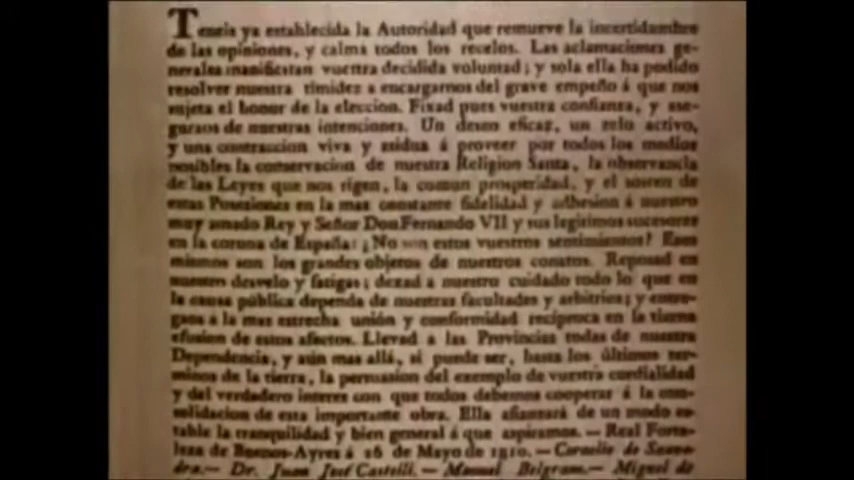 Teneis ya establecida la Autoridad que remueve la incertidumbre
de las opiniones, y calma todos los recelos. Las aclamaciones ge-
nerales manifiestan vuestra decidida voluntad; y sola ella ha podido
resolver nuestra timidez a encargarnos del grave empeño á que nos
sujeta el honor de la eleccion. Fixad pues vuestra confianza, y ase-
guraos de nuestras intenciones. Un deseo eficaz, un zelo activo,
y una contraccion viva y asidua á proveer por todos los medios
posibles la conservacion de nuestra Religion Santa, la observancia
de las Leyes que nos rigen, la comun prosperidad, y el sosten de
estas Posesiones en la mas constante fidelidad y adhesion á nuestro
muy amado Rey y Señor Don Fernando VII y sus legitimos sucesores
en la corona de España: ¿No son estos vuestros sentimientos? Esos
mismos son los grandes objetos de nuestros conatos. Reposad en
nuestro desvelo y fatigas; dexad a nuestro cuidado todo lo que en
la causa pública dependa de nuestras facultades y arbitrios; y entre-
gaos a la mas estrecha unión y conformidad reciproca en la tierna
efusion de estos afectos. Llevad a las Provincias todas de nuestra
Dependencia, y aún mas allá, si puede ser, hasta los últimos ter-
minos de la tierra, la persuasion del exemplo de vuestra cordialidad
y del verdadero interes con que todos debemos cooperar á la con-
solidacion de esta importante obra. Ella afianzará de un modo es-
table la tranquilidad y bien general á que aspiramos. — Real Forta-
leza de Buenos-Ayres á 26 de Mayo de 1810. — Cornelio de Saave-
dra. — Dr. Juan José Castelli. — Manuel Belgrano. — Miguel de